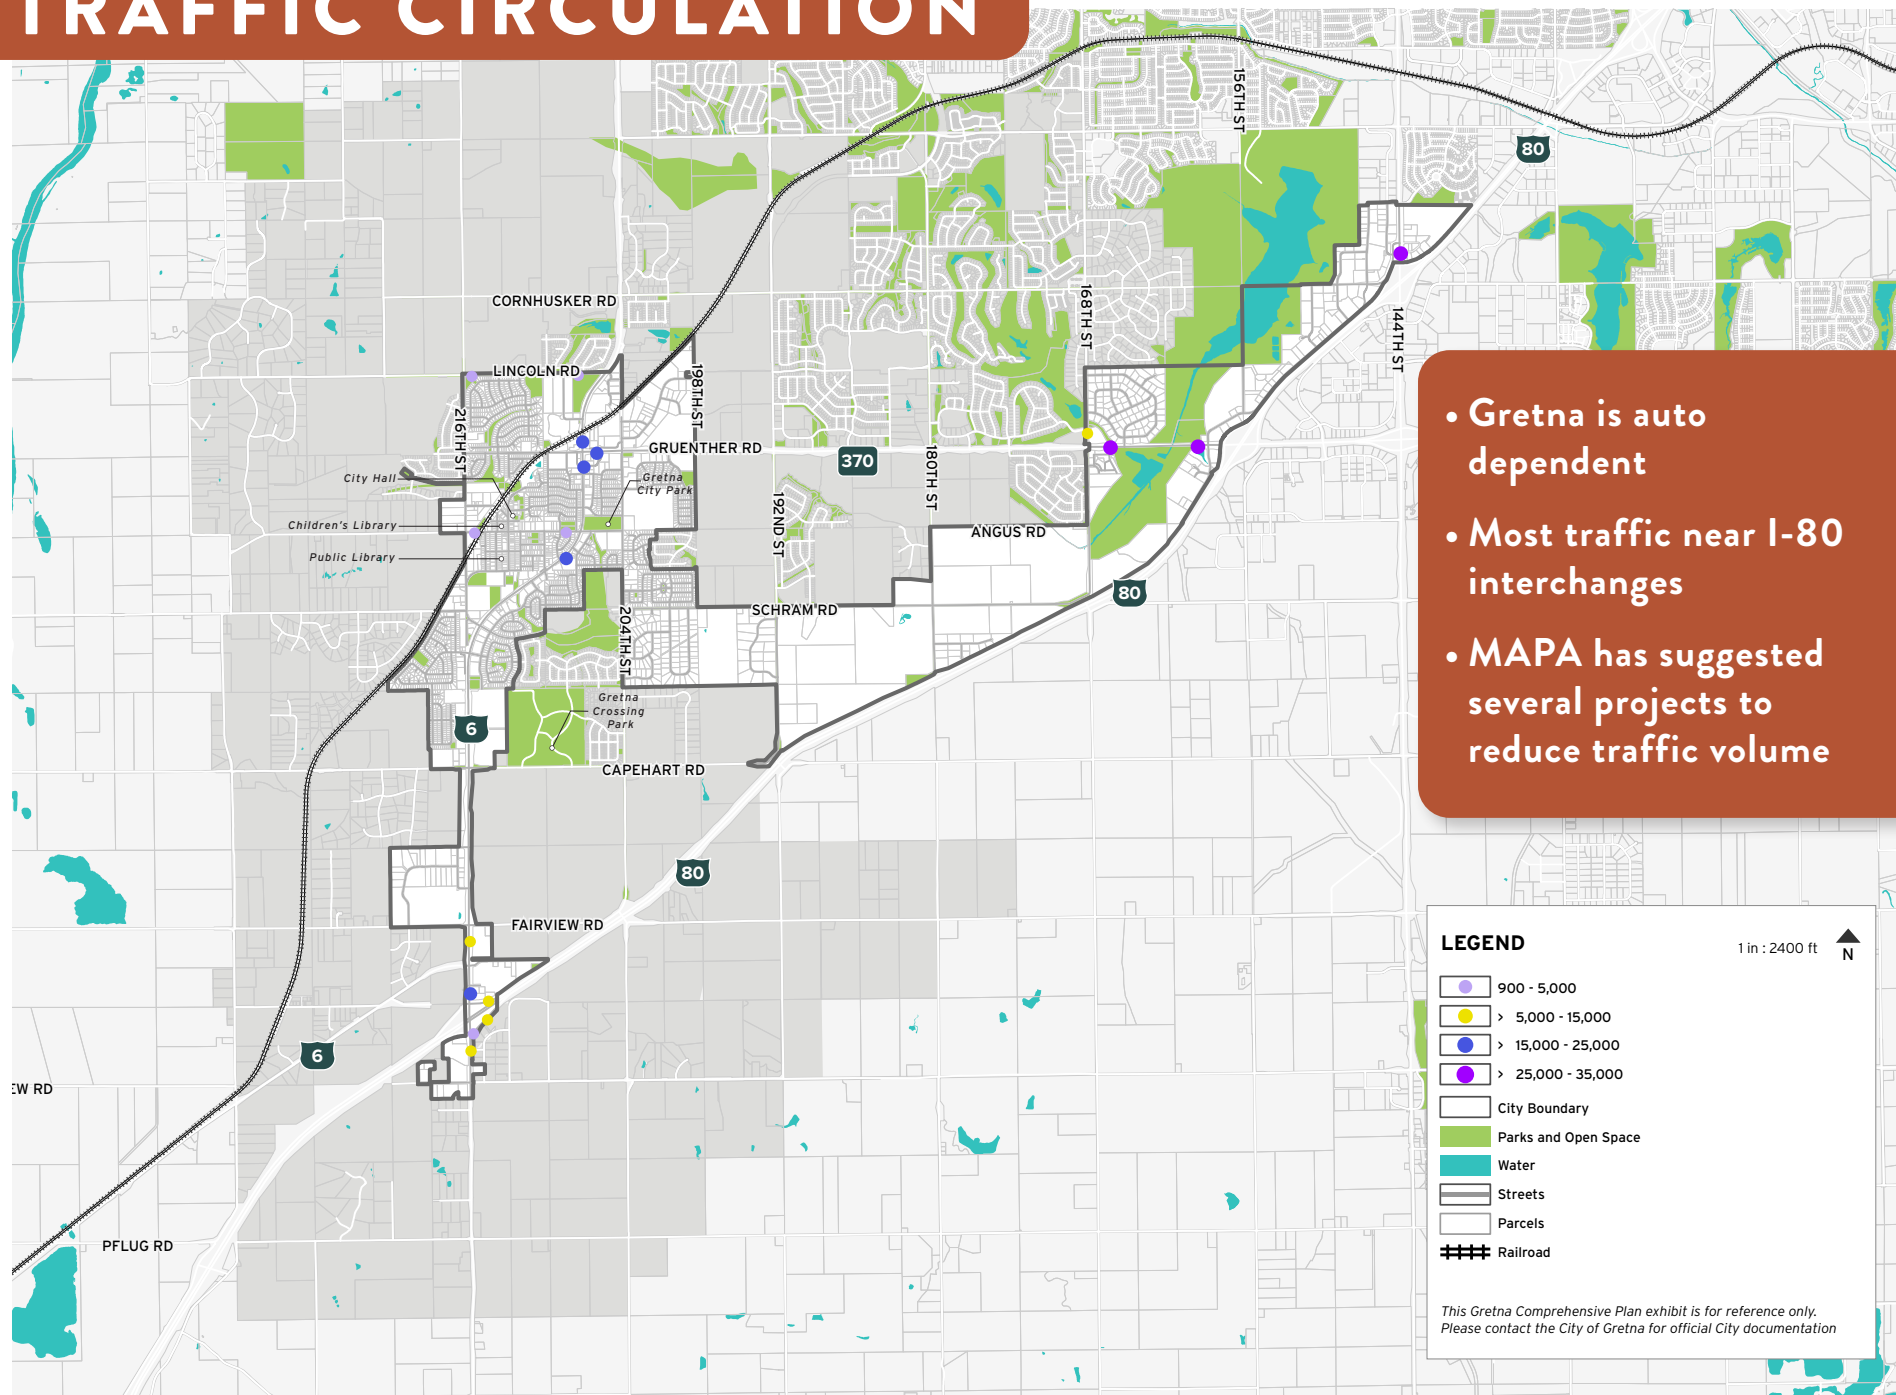 TRAFFIC CIRCULATION
156TH ST
80
CORNHUSKER RD
168TH ST
144TH ST
LINCOLN RD
198TH ST
216TH ST
GRUENTHER RD
370
180TH ST
City Hall
Gretna
City Park
192ND ST
Children's Library
ANGUS RD
Public Library
80
SCHRAM RD
204TH ST
Gretna
Crossing
Park
6
CAPEHART RD
80
FAIRVIEW RD
6
EW RD
PFLUG RD
• Gretna is auto
dependent
• Most traffic near I-80
interchanges
• MAPA has suggested
several projects to
reduce traffic volume
LEGEND
1 in : 2400 ft
N
900 - 5,000
> 5,000 - 15,000
> 15,000 - 25,000
> 25,000 - 35,000
City Boundary
Parks and Open Space
Water
Streets
Parcels
Railroad
This Gretna Comprehensive Plan exhibit is for reference only.
Please contact the City of Gretna for official City documentation